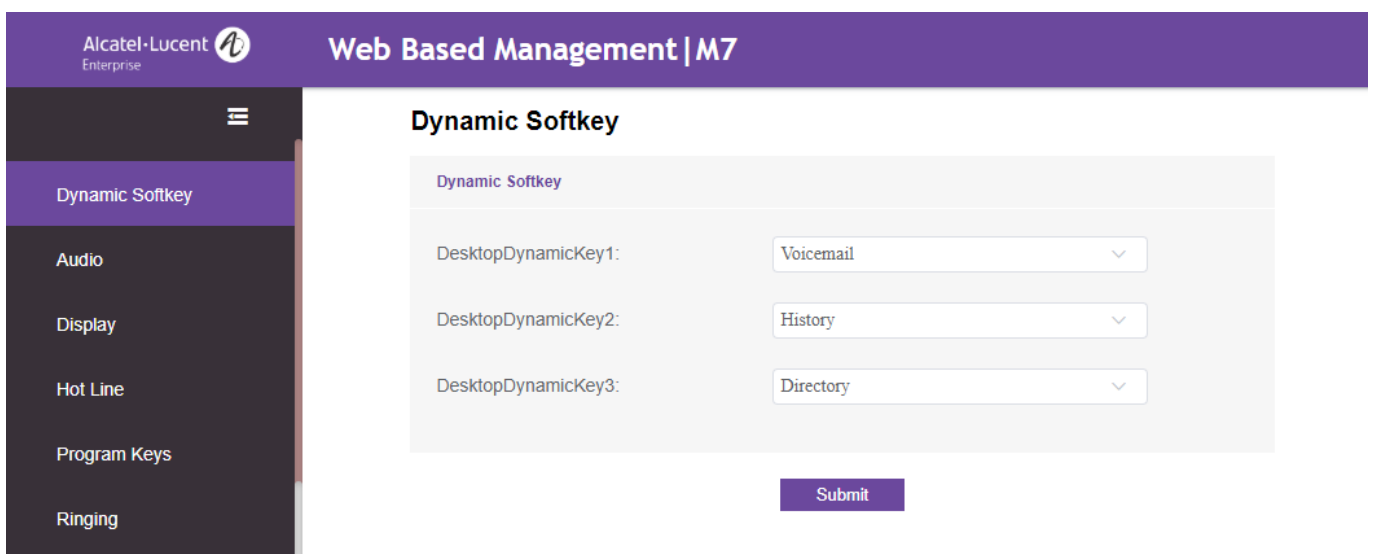 Alcatel·Lucent
Enterprise
Web Based Management|M7
Dynamic Softkey
Audio
Display
Hot Line
Program Keys
Ringing
Dynamic Softkey
Dynamic Softkey
DesktopDynamicKey1: Voicemail
DesktopDynamicKey2: History
DesktopDynamicKey3: Directory
Submit